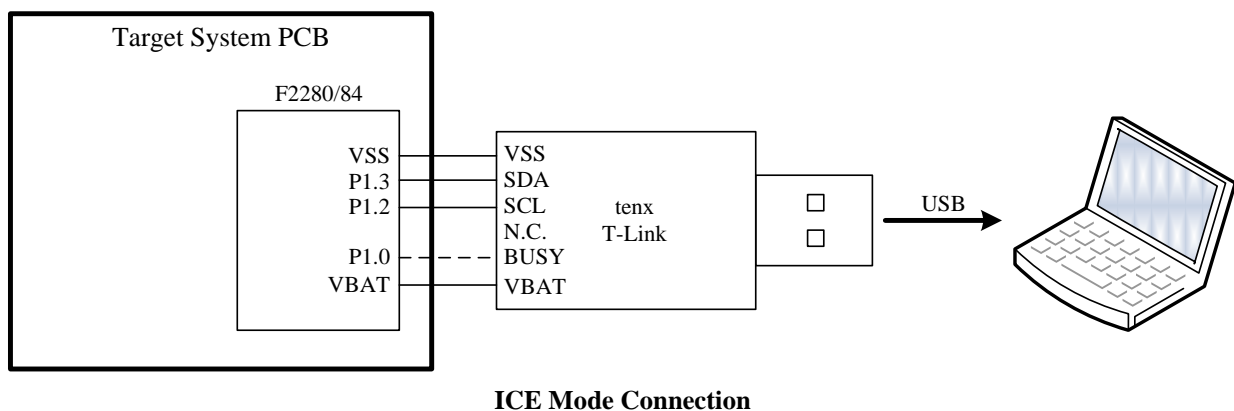 Target System PCB
F2280/84
VSS
P1.3
P1.2
P1.0
VBAT
VSS
SDA
SCL
N.C.
BUSY
VBAT
tenx
T-Link
USB
ICE Mode Connection